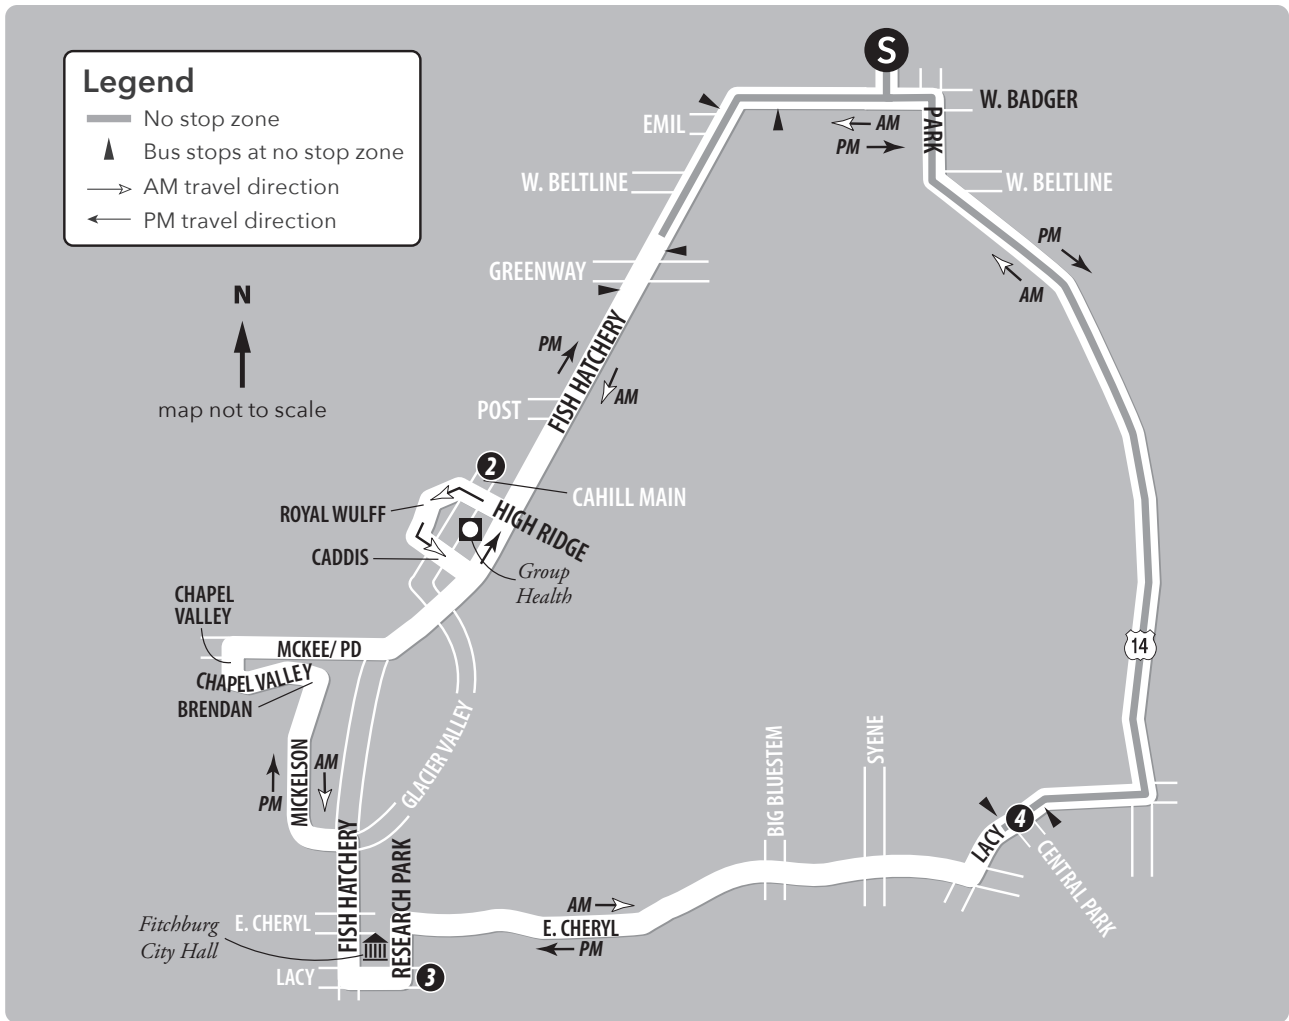 S
Legend
No stop zone
Bus stops at no stop zone
AM travel direction
PM travel direction
W. BADGER
EMIL
AM
PM
PARK
W. BELTLINE
W. BELTLINE
PM
AM
GREENWAY
N
map not to scale
PM
AM
FISH HATCHERY
POST
2
CAHILL MAIN
ROYAL WULFF
HIGH RIDGE
CADDIS
Group
Health
CHAPEL
VALLEY
MCKEE/ PD
14
CHAPEL VALLEY
BRENDAN
GLACIER VALLEY
MICKELSON
AM
PM
BIG BLUESTEM
SYENE
4
LACY
CENTRAL PARK
FISH HATCHERY
RESEARCH PARK
AM
E. CHERYL
PM
Fitchburg
City Hall
E. CHERYL
LACY
3